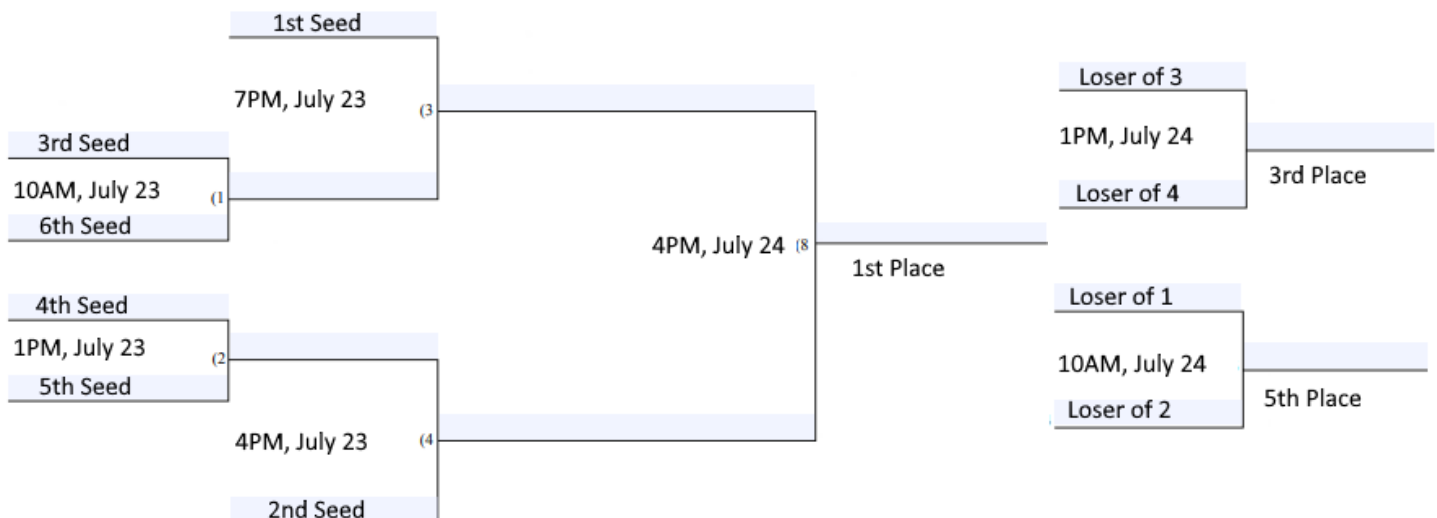 1st Seed
7PM, July 23
(3
3rd Seed
10AM, July 23
(1
6th Seed
4th Seed
1PM, July 23
(2
5th Seed
4PM, July 23
(4
2nd Seed
4PM, July 24
(8
1st Place
Loser of 3
1PM, July 24
Loser of 4
3rd Place
Loser of 1
10AM, July 24
Loser of 2
5th Place